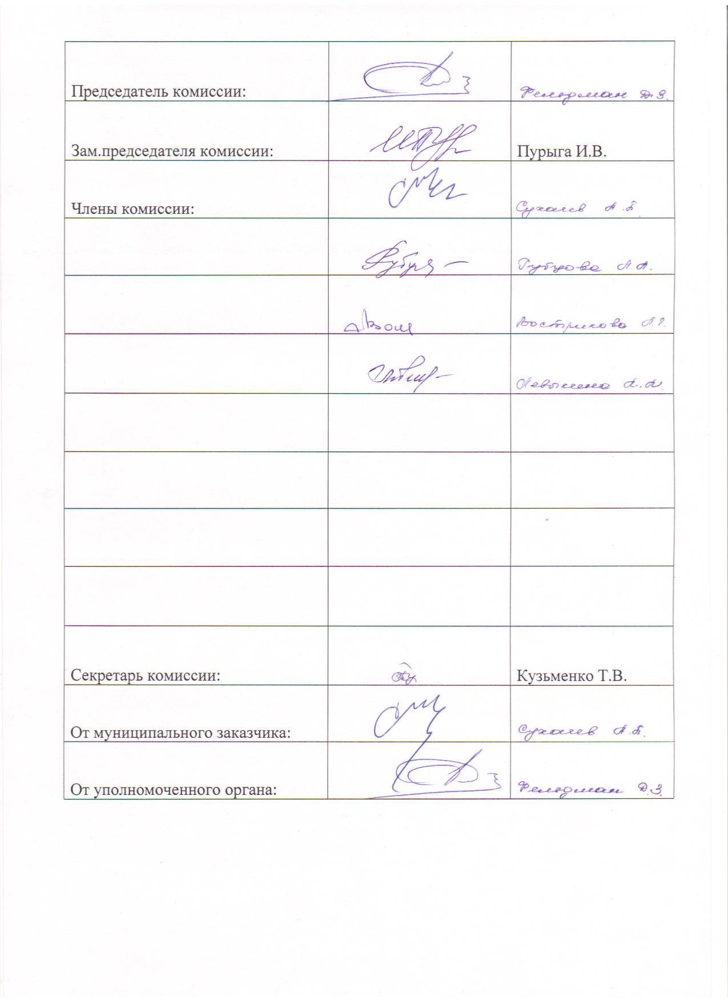 Председатель комиссии: Фельдман Д.З.
Зам.председателя комиссии: Пурыга И.В.
Члены комиссии: Сухачев А.П.
Рубцова А.А.
Вострикова Л.Я.
Левыкина
Секретарь комиссии: Кузьменко Т.В.
От муниципального заказчика: Сухачев А.П.
От уполномоченного органа: Фельдман Д.З.